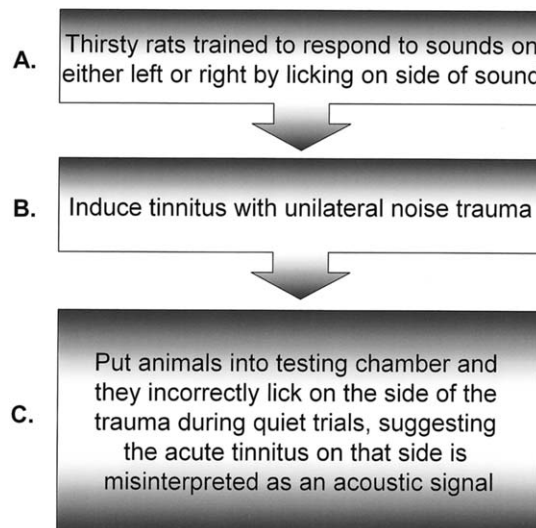 A.
Thirsty rats trained to respond to sounds on
either left or right by licking on side of sound
B.
Induce tinnitus with unilateral noise trauma
C.
Put animals into testing chamber and
they incorrectly lick on the side of the
trauma during quiet trials, suggesting
the acute tinnitus on that side is
misinterpreted as an acoustic signal